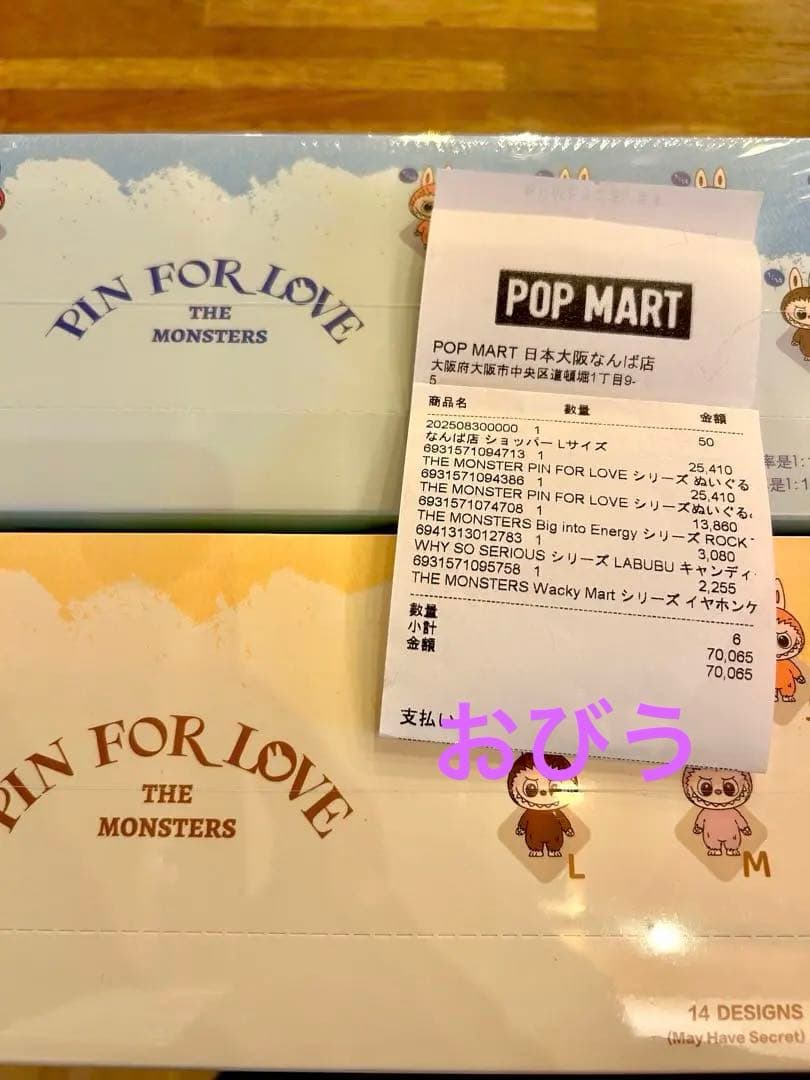 PIN FOR LOVE
THE
MONSTERS
POP MART
POP MART 日本大阪なんば店
大阪府大阪市中央区道頓堀1丁目9-
5
商品名 数量 金額
202508300000 1 50
なんば店 ショッパー Lサイズ
6931571094713 1 25,410
THE MONSTER PIN FOR LOVE シリーズ ぬいぐる
6931571094386 1 25,410
THE MONSTER PIN FOR LOVE シリーズ ぬいぐる
6931571074708 1 13,860
THE MONSTERS Big into Energy シリーズ ROCK
6941313012783 1 3,080
WHY SO SERIOUS シリーズ LABUBU キャンディ
6931571095758 1 2,255
THE MONSTERS Wacky Mart シリーズ イヤホンケ
数量 6
小計 70,065
金額 70,065
支払い
おびう
率是1:1
是1:1
PIN FOR LOVE
THE
MONSTERS
L
M
14 DESIGNS
(May Have Secret)